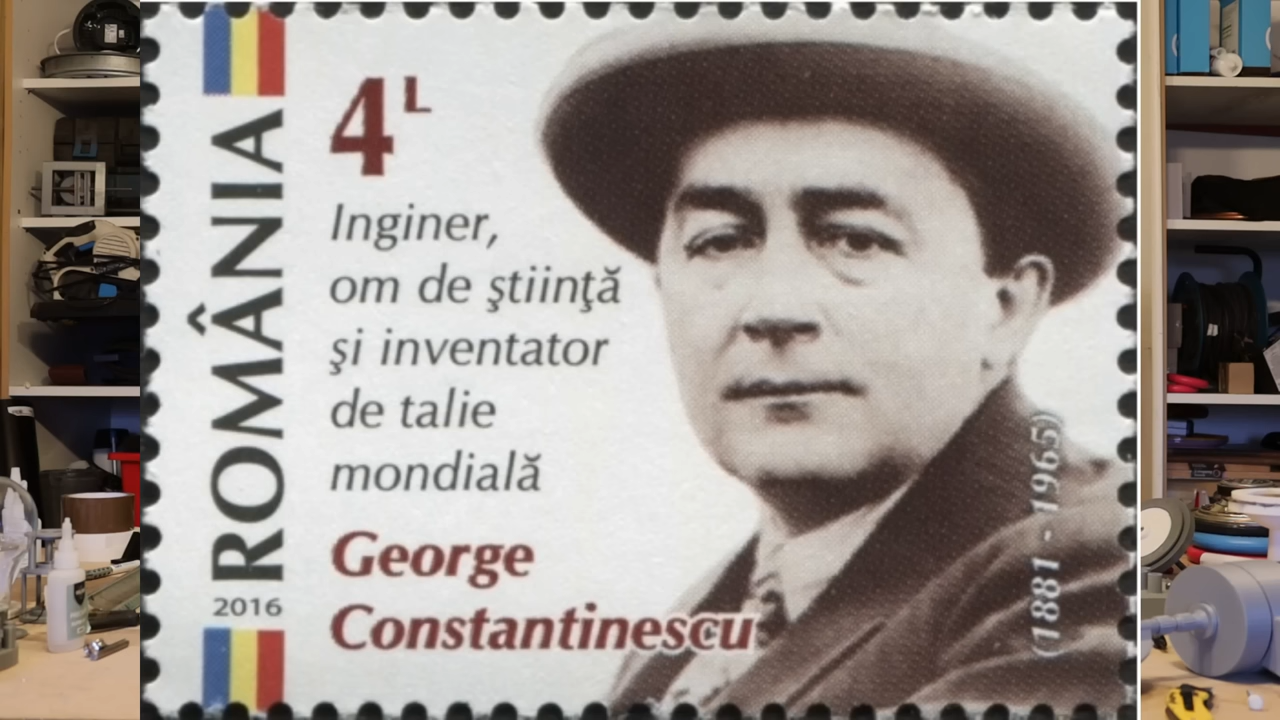 ROMÂNIA
2016
4L
Inginer,
om de ştiinţă
şi inventator
de talie
mondială
George
Constantinescu
(1881 - 1965)